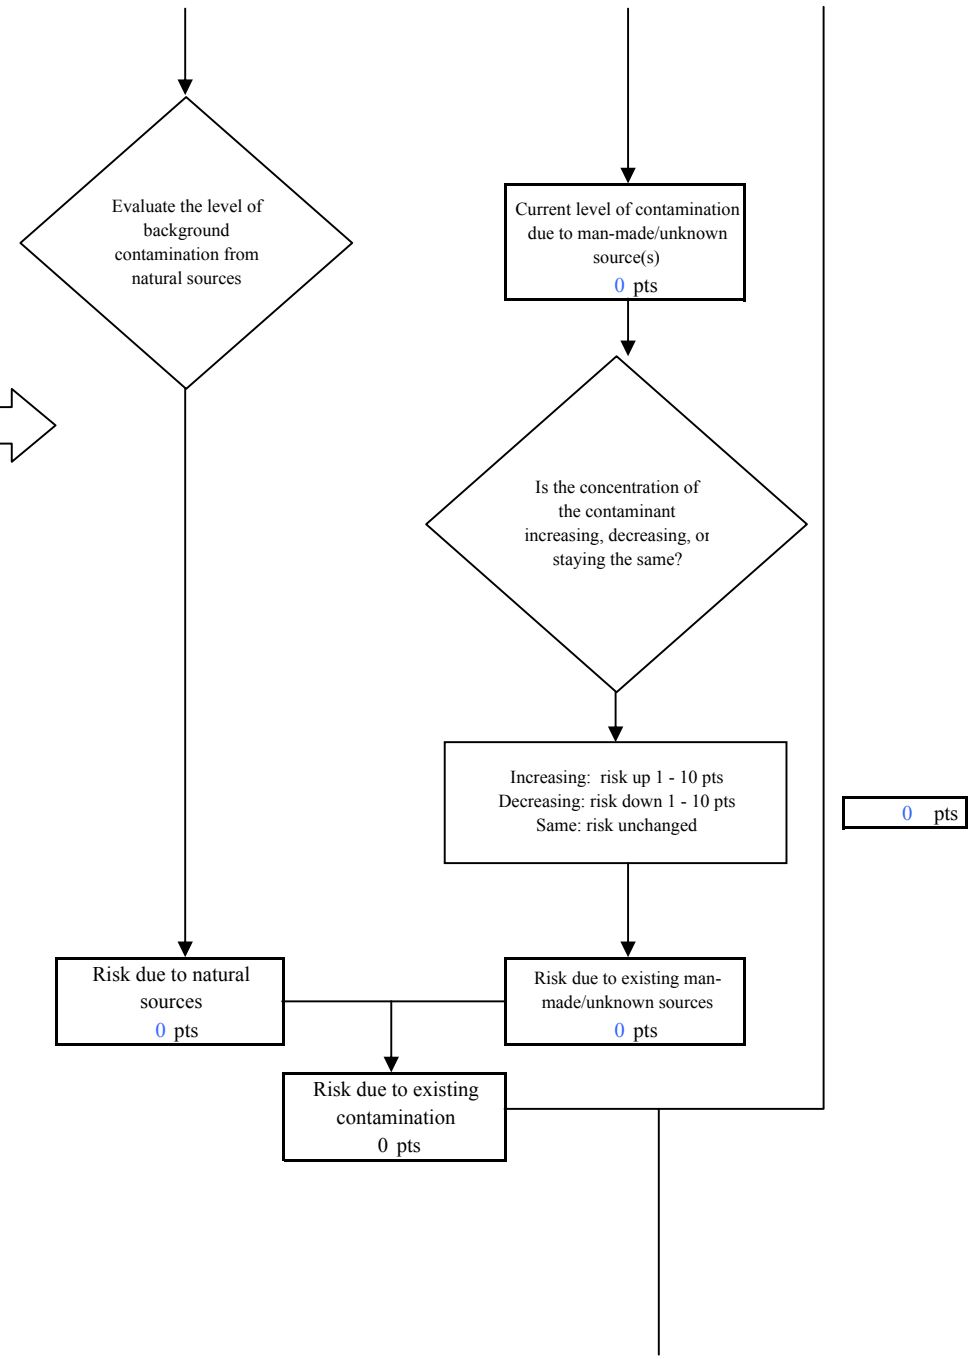 Evaluate the level of
background
contamination from
natural sources
Current level of contamination
due to man-made/unknown
source(s)
0 pts
Is the concentration of
the contaminant
increasing, decreasing, or
staying the same?
Increasing: risk up 1 - 10 pts
Decreasing: risk down 1 - 10 pts
Same: risk unchanged
0 pts
Risk due to natural
sources
0 pts
Risk due to existing man-
made/unknown sources
0 pts
Risk due to existing
contamination
0 pts